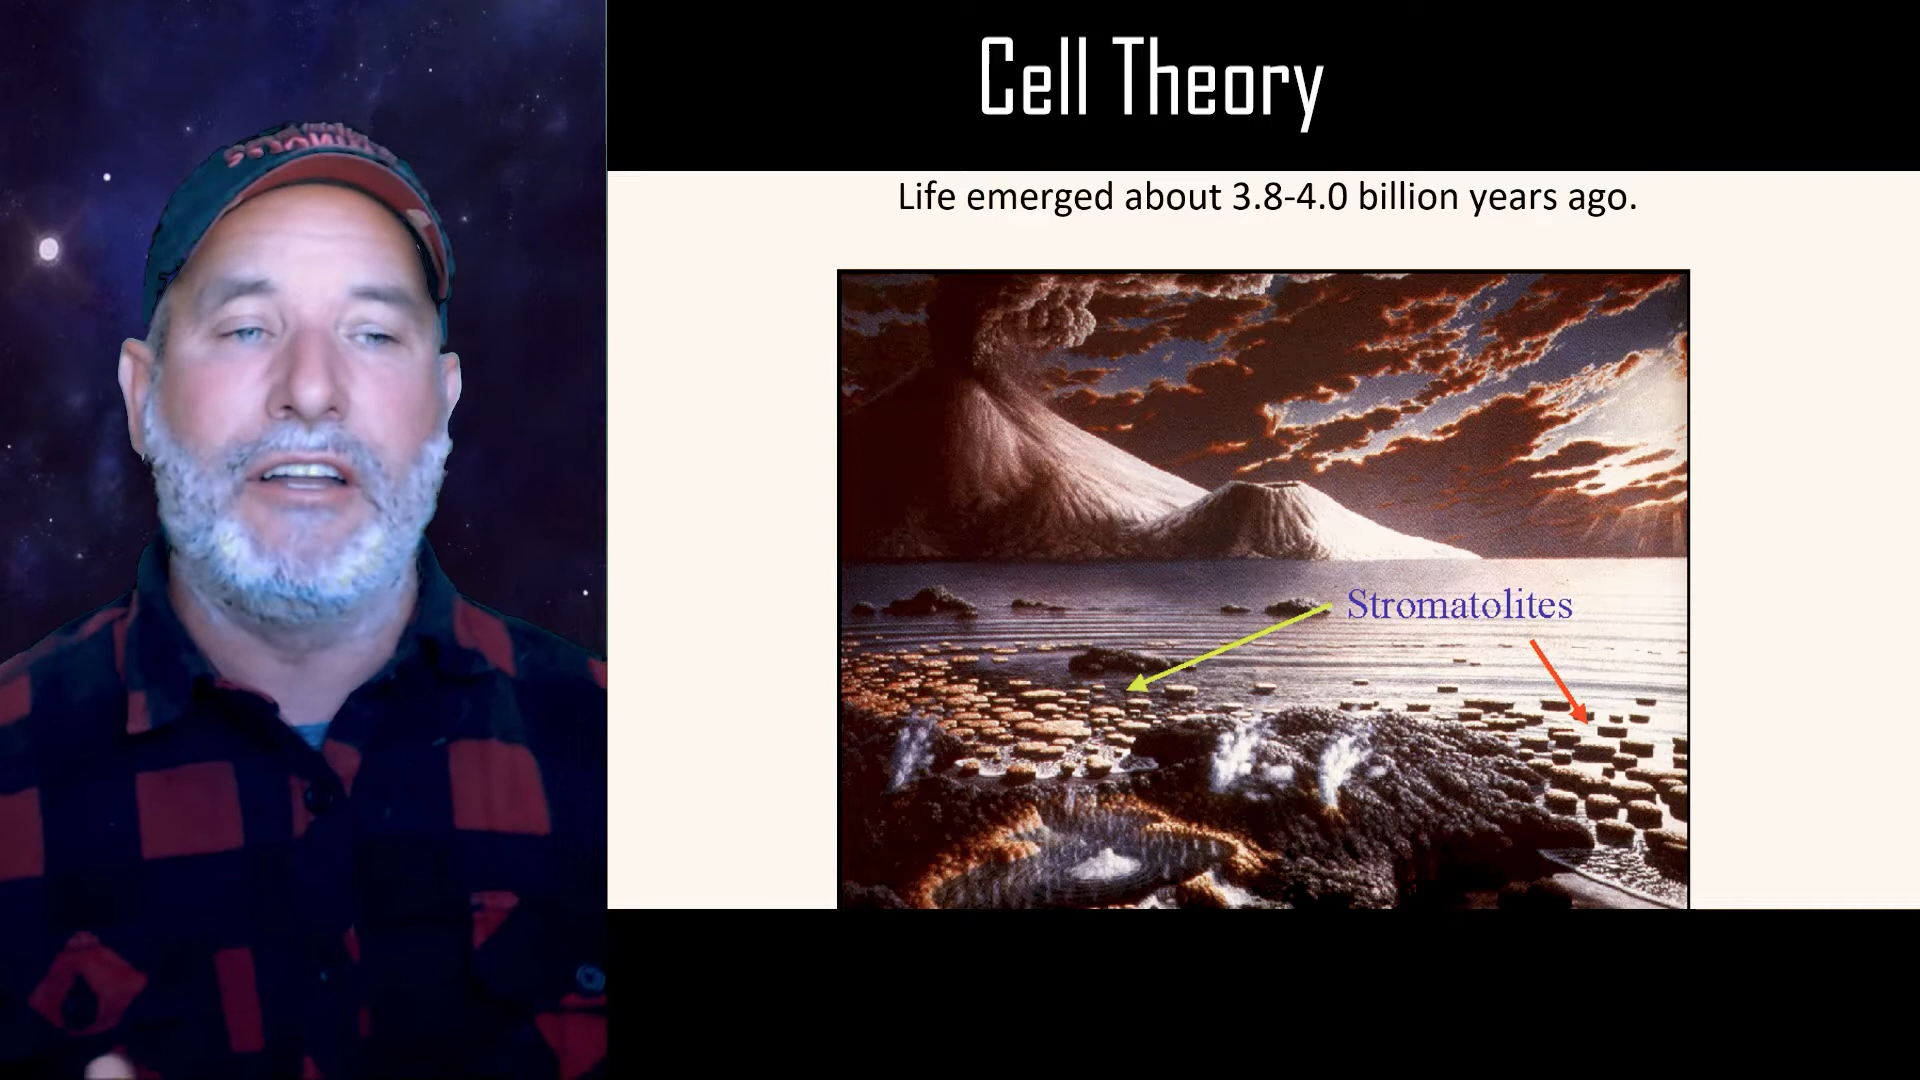 Cell Theory
Life emerged about 3.8-4.0 billion years ago.
Stromatolites